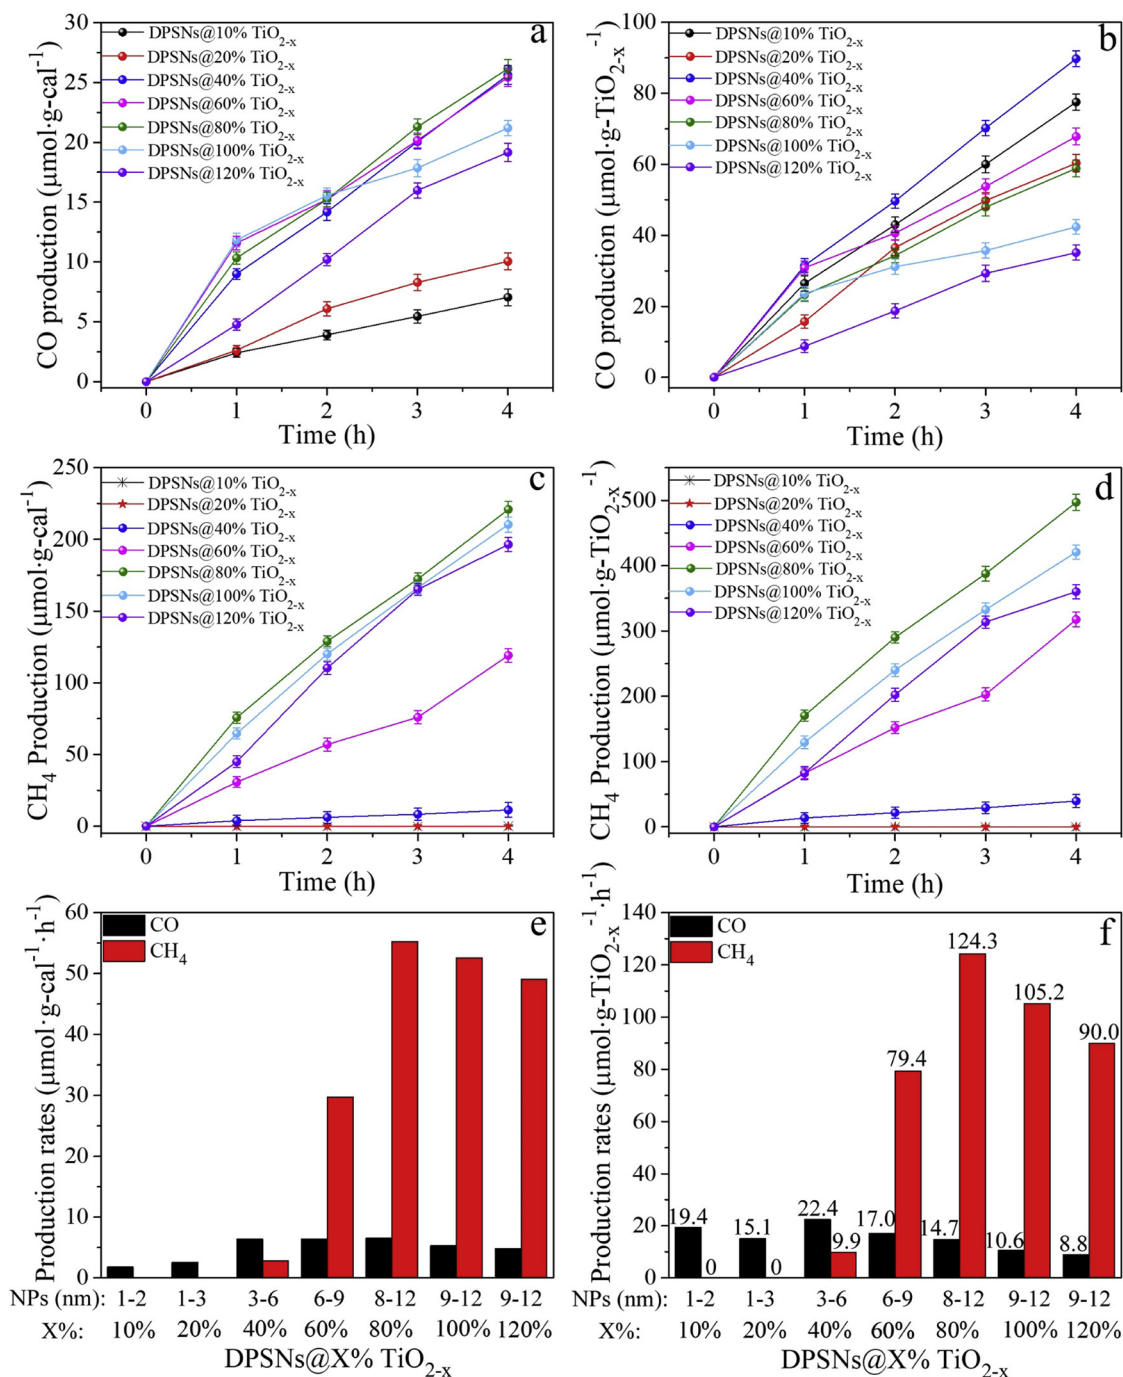 a
CO production (μmol·g-cal⁻¹)
30
25
20
15
10
5
0
DPSNs@10% TiO₂₋ₓ
DPSNs@20% TiO₂₋ₓ
DPSNs@40% TiO₂₋ₓ
DPSNs@60% TiO₂₋ₓ
DPSNs@80% TiO₂₋ₓ
DPSNs@100% TiO₂₋ₓ
DPSNs@120% TiO₂₋ₓ
0 1 2 3 4
Time (h)
b
CO production (μmol·g-TiO₂₋ₓ⁻¹)
100
80
60
40
20
0
DPSNs@10% TiO₂₋ₓ
DPSNs@20% TiO₂₋ₓ
DPSNs@40% TiO₂₋ₓ
DPSNs@60% TiO₂₋ₓ
DPSNs@80% TiO₂₋ₓ
DPSNs@100% TiO₂₋ₓ
DPSNs@120% TiO₂₋ₓ
0 1 2 3 4
Time (h)
c
CH₄ Production (μmol·g-cal⁻¹)
250
200
150
100
50
0
DPSNs@10% TiO₂₋ₓ
DPSNs@20% TiO₂₋ₓ
DPSNs@40% TiO₂₋ₓ
DPSNs@60% TiO₂₋ₓ
DPSNs@80% TiO₂₋ₓ
DPSNs@100% TiO₂₋ₓ
DPSNs@120% TiO₂₋ₓ
0 1 2 3 4
Time (h)
d
CH₄ Production (μmol·g-TiO₂₋ₓ⁻¹)
500
400
300
200
100
0
DPSNs@10% TiO₂₋ₓ
DPSNs@20% TiO₂₋ₓ
DPSNs@40% TiO₂₋ₓ
DPSNs@60% TiO₂₋ₓ
DPSNs@80% TiO₂₋ₓ
DPSNs@100% TiO₂₋ₓ
DPSNs@120% TiO₂₋ₓ
0 1 2 3 4
Time (h)
e
Production rates (μmol·g-cal⁻¹·h⁻¹)
60
50
40
30
20
10
0
CO
CH₄
NPs (nm): 1-2 1-3 3-6 6-9 8-12 9-12 9-12
X%: 10% 20% 40% 60% 80% 100% 120%
DPSNs@X% TiO₂₋ₓ
f
Production rates (μmol·g-TiO₂₋ₓ⁻¹·h⁻¹)
140
120
100
80
60
40
20
0
CO
CH₄
19.4 0 15.1 0 22.4 9.9 17.0 79.4 14.7 124.3 10.6 105.2 8.8 90.0
NPs (nm): 1-2 1-3 3-6 6-9 8-12 9-12 9-12
X%: 10% 20% 40% 60% 80% 100% 120%
DPSNs@X% TiO₂₋ₓ